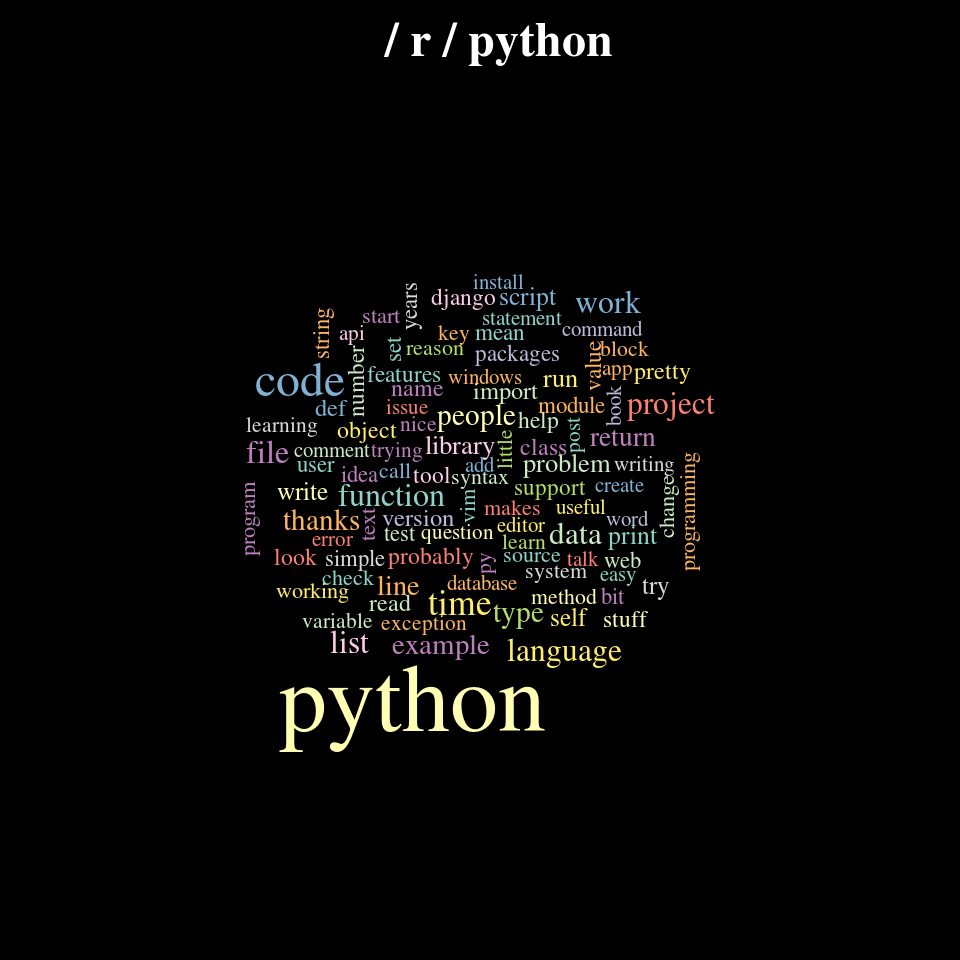 / r / python
install
years django script work
string start statement
api key mean command
set reason packages value block
number features windows run app pretty
code name import book
def issue people help module project
learning object nice post return
file comment trying library little class
user idea call tool add syntax problem writing
program write function vim support create change programming
thanks text version makes useful
error test question editor data word print
look simple probably py learn source talk web
check system easy
working line database method bit try
read time type self stuff
variable exception
list example language
python